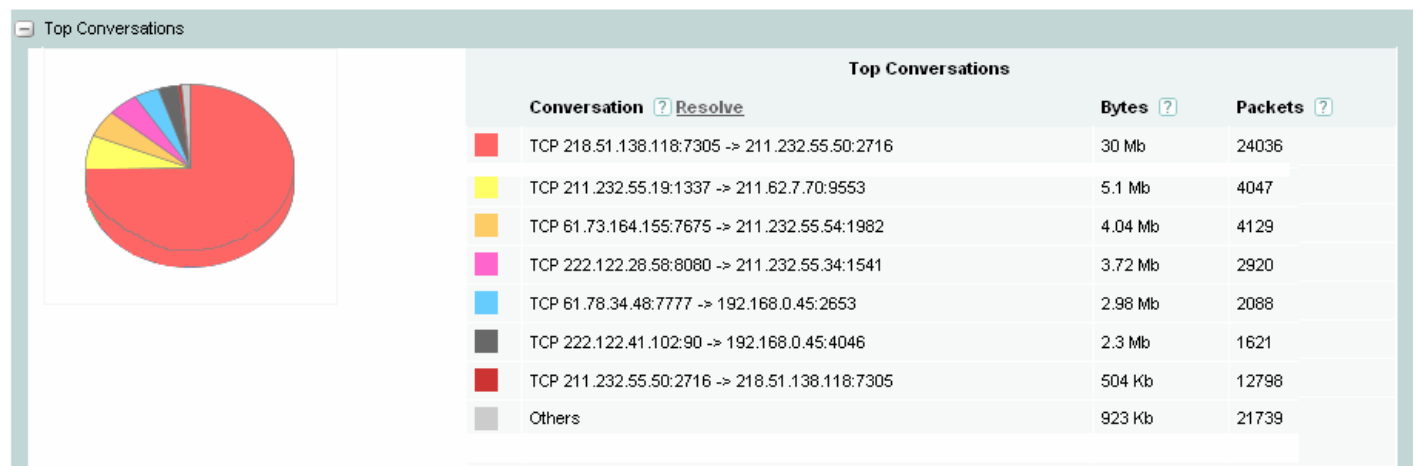 Top Conversations
Top Conversations
Conversation ? Resolve Bytes ? Packets ?
TCP 218.51.138.118:7305 -> 211.232.55.50:2716 30 Mb 24036
TCP 211.232.55.19:1337 -> 211.62.7.70:9553 5.1 Mb 4047
TCP 61.73.164.155:7675 -> 211.232.55.54:1982 4.04 Mb 4129
TCP 222.122.28.58:8080 -> 211.232.55.34:1541 3.72 Mb 2920
TCP 61.78.34.48:7777 -> 192.168.0.45:2653 2.98 Mb 2088
TCP 222.122.41.102:90 -> 192.168.0.45:4046 2.3 Mb 1621
TCP 211.232.55.50:2716 -> 218.51.138.118:7305 504 Kb 12798
Others 923 Kb 21739